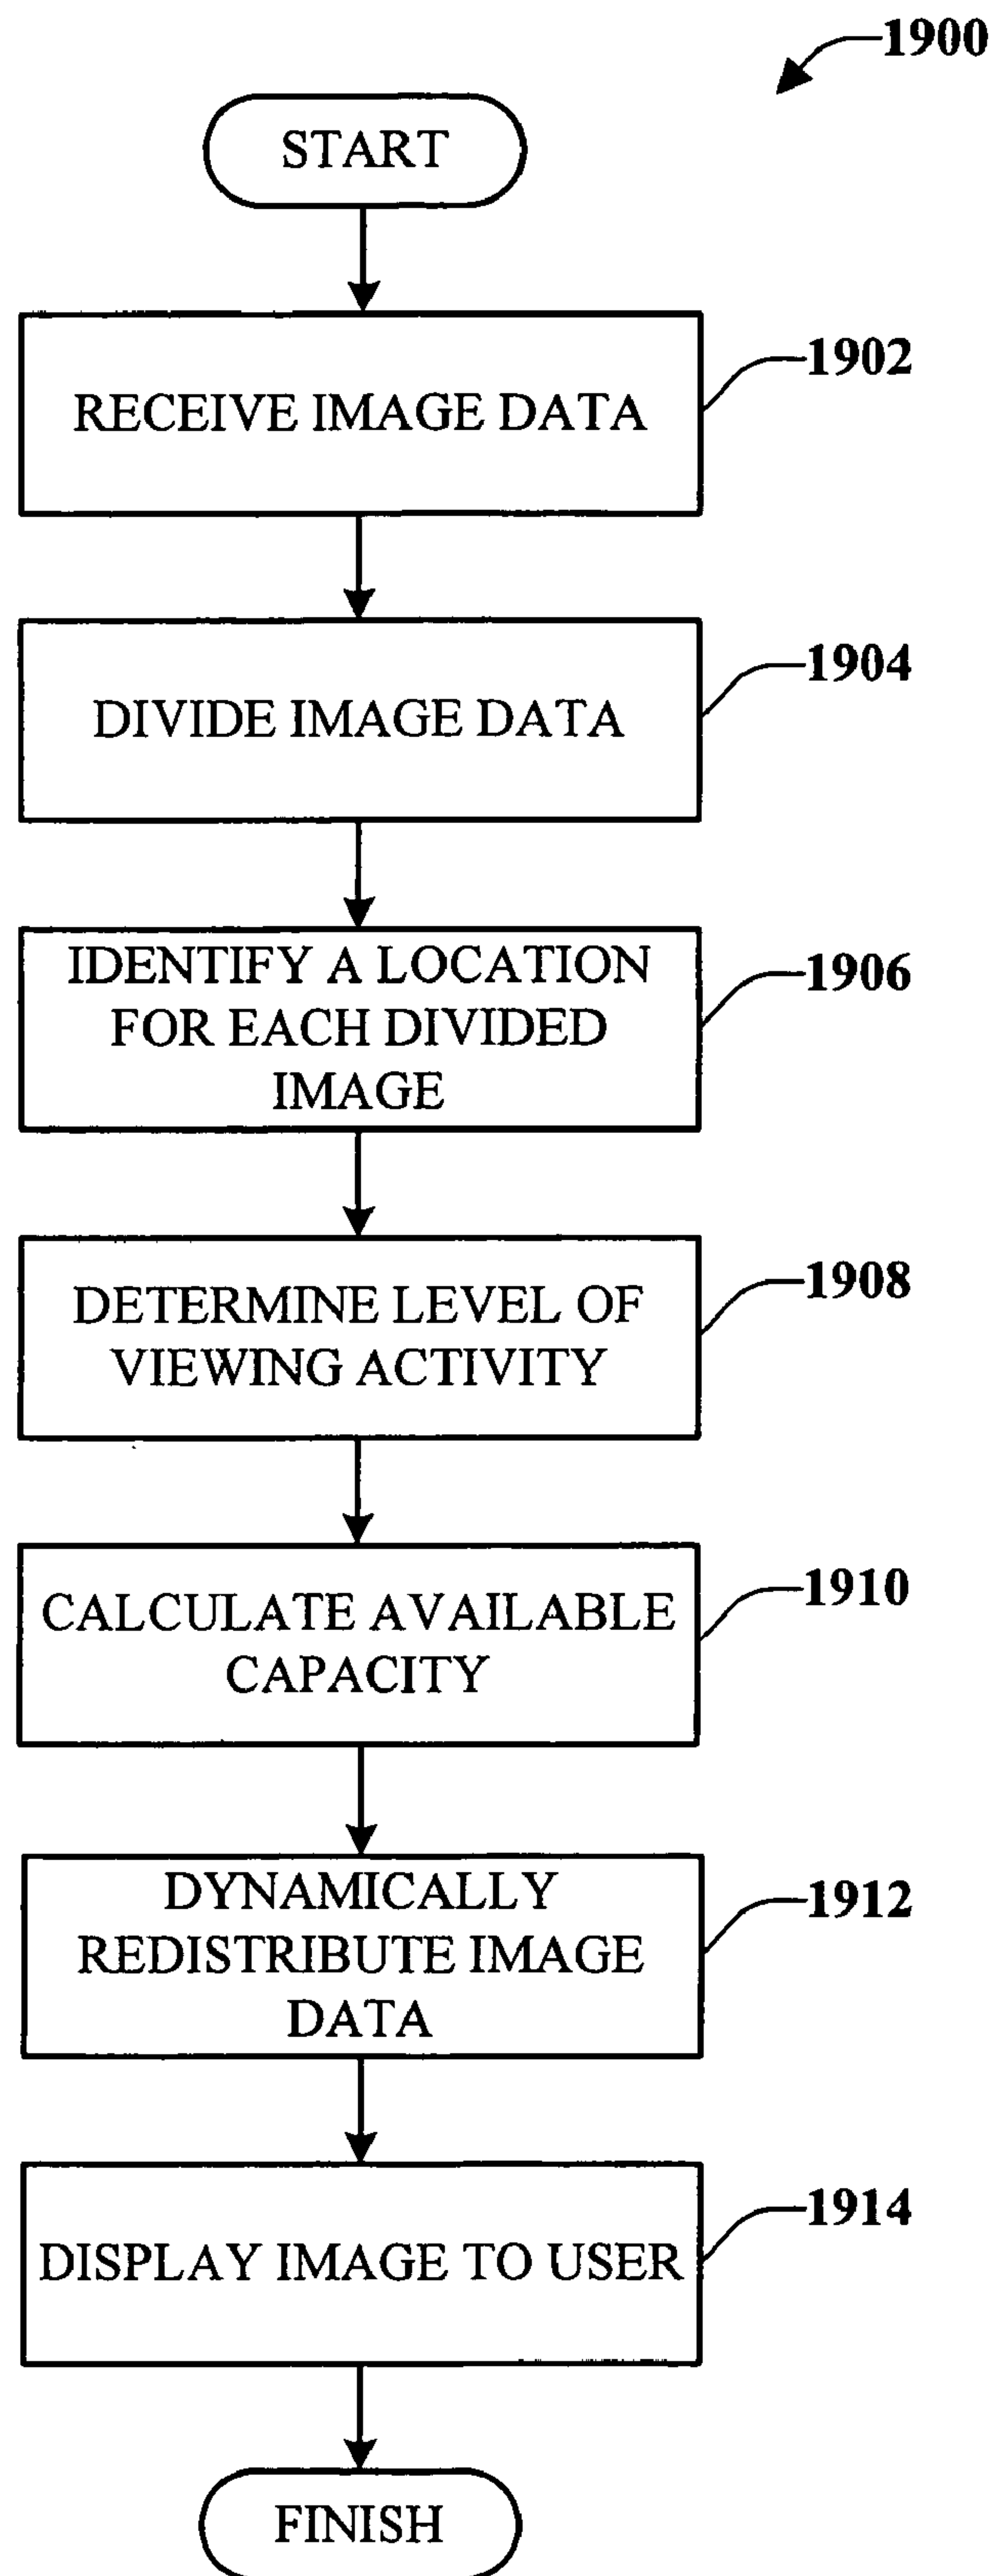 1900
START
RECEIVE IMAGE DATA
1902
DIVIDE IMAGE DATA
1904
IDENTIFY A LOCATION
FOR EACH DIVIDED
IMAGE
1906
DETERMINE LEVEL OF
VIEWING ACTIVITY
1908
CALCULATE AVAILABLE
CAPACITY
1910
DYNAMICALLY
REDISTRIBUTE IMAGE
DATA
1912
DISPLAY IMAGE TO USER
1914
FINISH